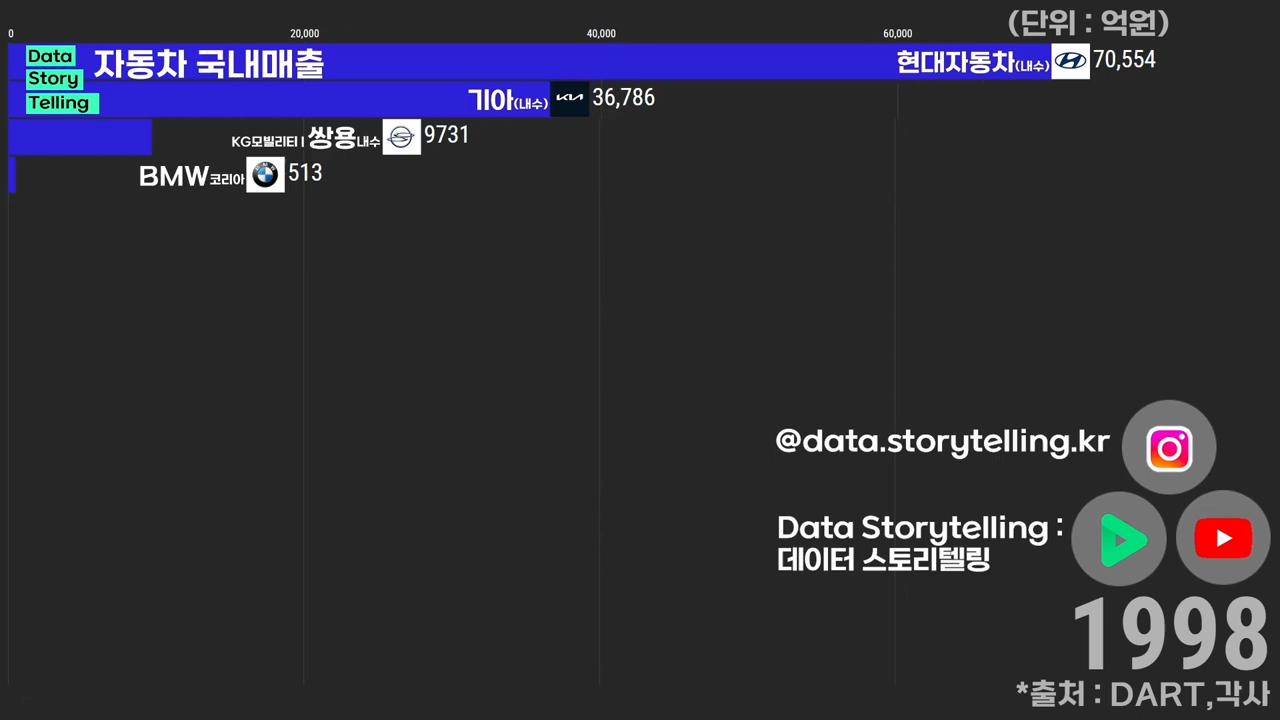 (단위 : 억원)
0 20,000 40,000 60,000
Data
Story
Telling
자동차 국내매출
현대자동차(내수) 70,554
기아(내수) KIA 36,786
KG모빌리티 I 쌍용내수 9731
BMW코리아 513
@data.storytelling.kr
Data Storytelling :
데이터 스토리텔링
1998
*출처 : DART,각사